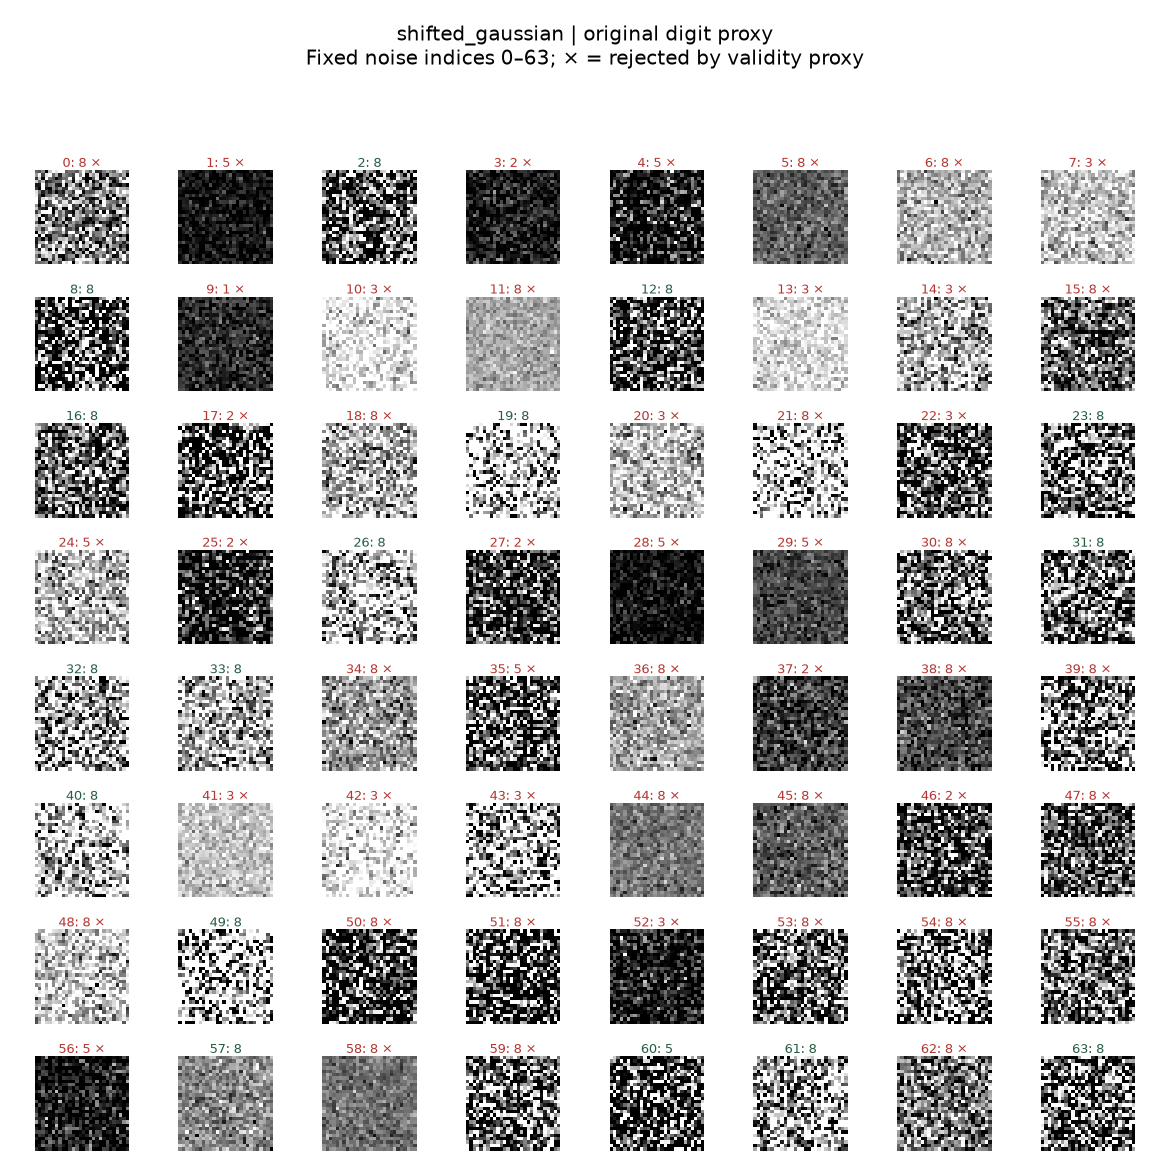 shifted_gaussian | original digit proxy
Fixed noise indices 0–63; × = rejected by validity proxy
0: 8 × 1: 5 × 2: 8 3: 2 × 4: 5 × 5: 8 × 6: 8 × 7: 3 ×
8: 8 9: 1 × 10: 3 × 11: 8 × 12: 8 13: 3 × 14: 3 × 15: 8 ×
16: 8 17: 2 × 18: 8 × 19: 8 20: 3 × 21: 8 × 22: 3 × 23: 8
24: 5 × 25: 2 × 26: 8 27: 2 × 28: 5 × 29: 5 × 30: 8 × 31: 8
32: 8 33: 8 34: 8 × 35: 5 × 36: 8 × 37: 2 × 38: 8 × 39: 8 ×
40: 8 41: 3 × 42: 3 × 43: 3 × 44: 8 × 45: 8 × 46: 2 × 47: 8 ×
48: 8 × 49: 8 50: 8 × 51: 8 × 52: 3 × 53: 8 × 54: 8 × 55: 8 ×
56: 5 × 57: 8 58: 8 × 59: 8 × 60: 5 61: 8 62: 8 × 63: 8